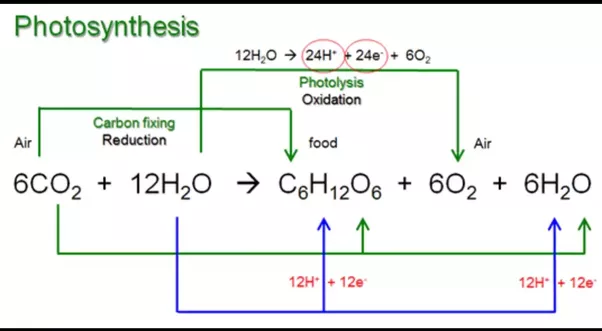 Photosynthesis
12H₂O → 24H⁺ + 24e⁻ + 6O₂
Photolysis
Oxidation
Carbon fixing
Reduction
Air
food
Air
6CO₂ + 12H₂O → C₆H₁₂O₆ + 6O₂ + 6H₂O
12H⁺ + 12e⁻
12H⁺ + 12e⁻